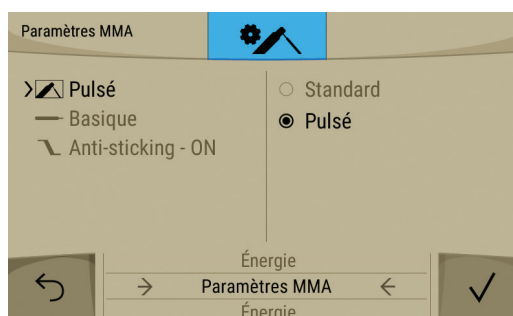 Paramètres MMA
Pulsé
Basique
Anti-sticking - ON
Standard
Pulsé
Énergie
Paramètres MMA
Énergie